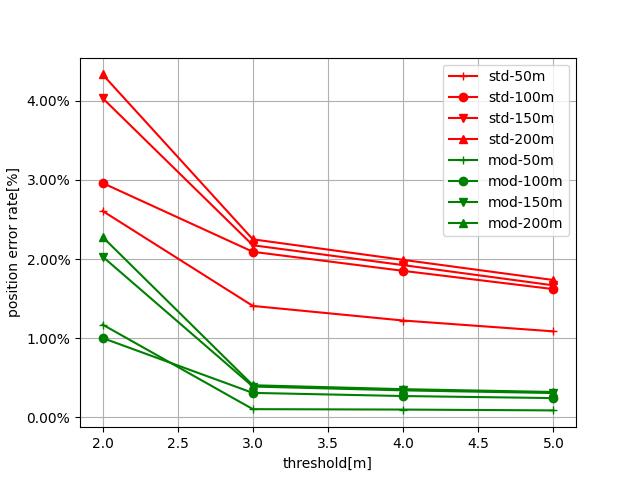 std-50m
std-100m
std-150m
std-200m
mod-50m
mod-100m
mod-150m
mod-200m
4.00%
3.00%
2.00%
1.00%
0.00%
position error rate[%]
2.0 2.5 3.0 3.5 4.0 4.5 5.0
threshold[m]